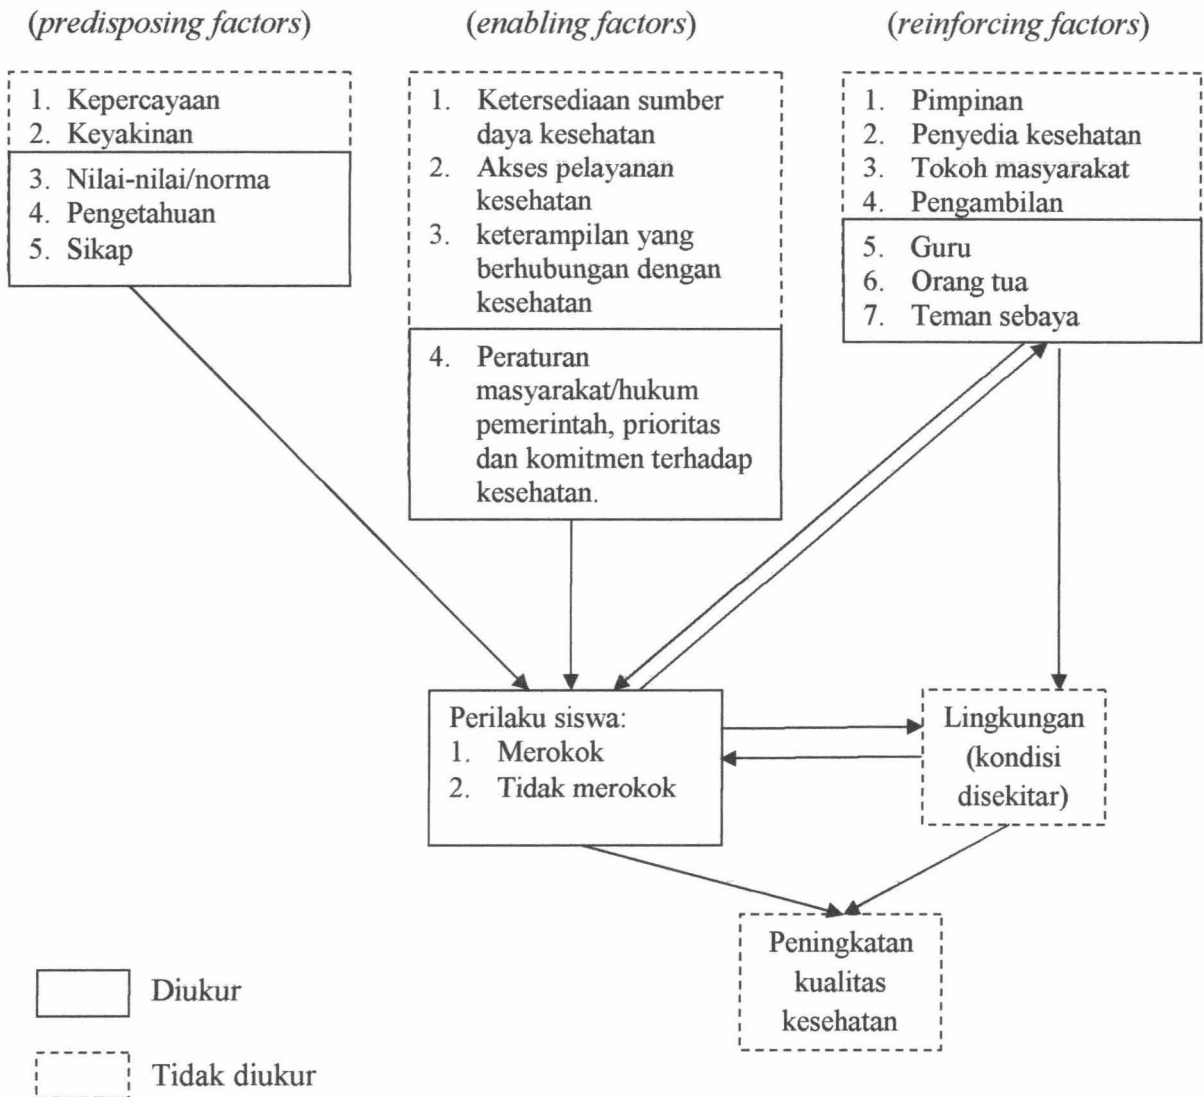 (predisposing factors)
(enabling factors)
(reinforcing factors)
1. Kepercayaan
2. Keyakinan
3. Nilai-nilai/norma
4. Pengetahuan
5. Sikap
1. Ketersediaan sumber
daya kesehatan
2. Akses pelayanan
kesehatan
3. keterampilan yang
berhubungan dengan
kesehatan
4. Peraturan
masyarakat/hukum
pemerintah, prioritas
dan komitmen terhadap
kesehatan.
1. Pimpinan
2. Penyedia kesehatan
3. Tokoh masyarakat
4. Pengambilan
5. Guru
6. Orang tua
7. Teman sebaya
Perilaku siswa:
1. Merokok
2. Tidak merokok
Lingkungan
(kondisi
disekitar)
Peningkatan
kualitas
kesehatan
Diukur
Tidak diukur